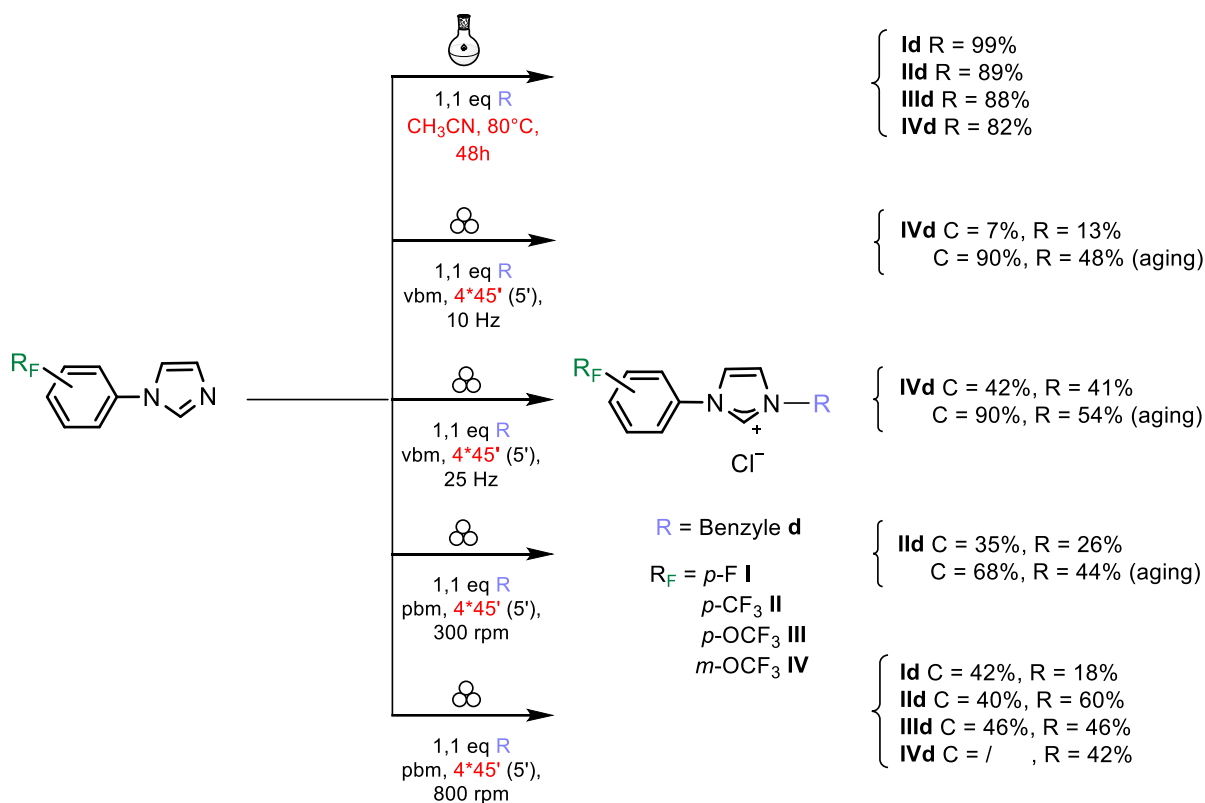 1,1 eq R
CH₃CN, 80°C,
48h
Id R = 99%
IId R = 89%
IIId R = 88%
IVd R = 82%
1,1 eq R
vbm, 4*45' (5'),
10 Hz
IVd C = 7%, R = 13%
C = 90%, R = 48% (aging)
R_F
N
N
1,1 eq R
vbm, 4*45' (5'),
25 Hz
R_F
N
N
R
+
Cl⁻
IVd C = 42%, R = 41%
C = 90%, R = 54% (aging)
1,1 eq R
pbm, 4*45' (5'),
300 rpm
R = Benzyle d
R_F = p-F I
p-CF₃ II
p-OCF₃ III
m-OCF₃ IV
IId C = 35%, R = 26%
C = 68%, R = 44% (aging)
1,1 eq R
pbm, 4*45' (5'),
800 rpm
Id C = 42%, R = 18%
IId C = 40%, R = 60%
IIId C = 46%, R = 46%
IVd C = / , R = 42%